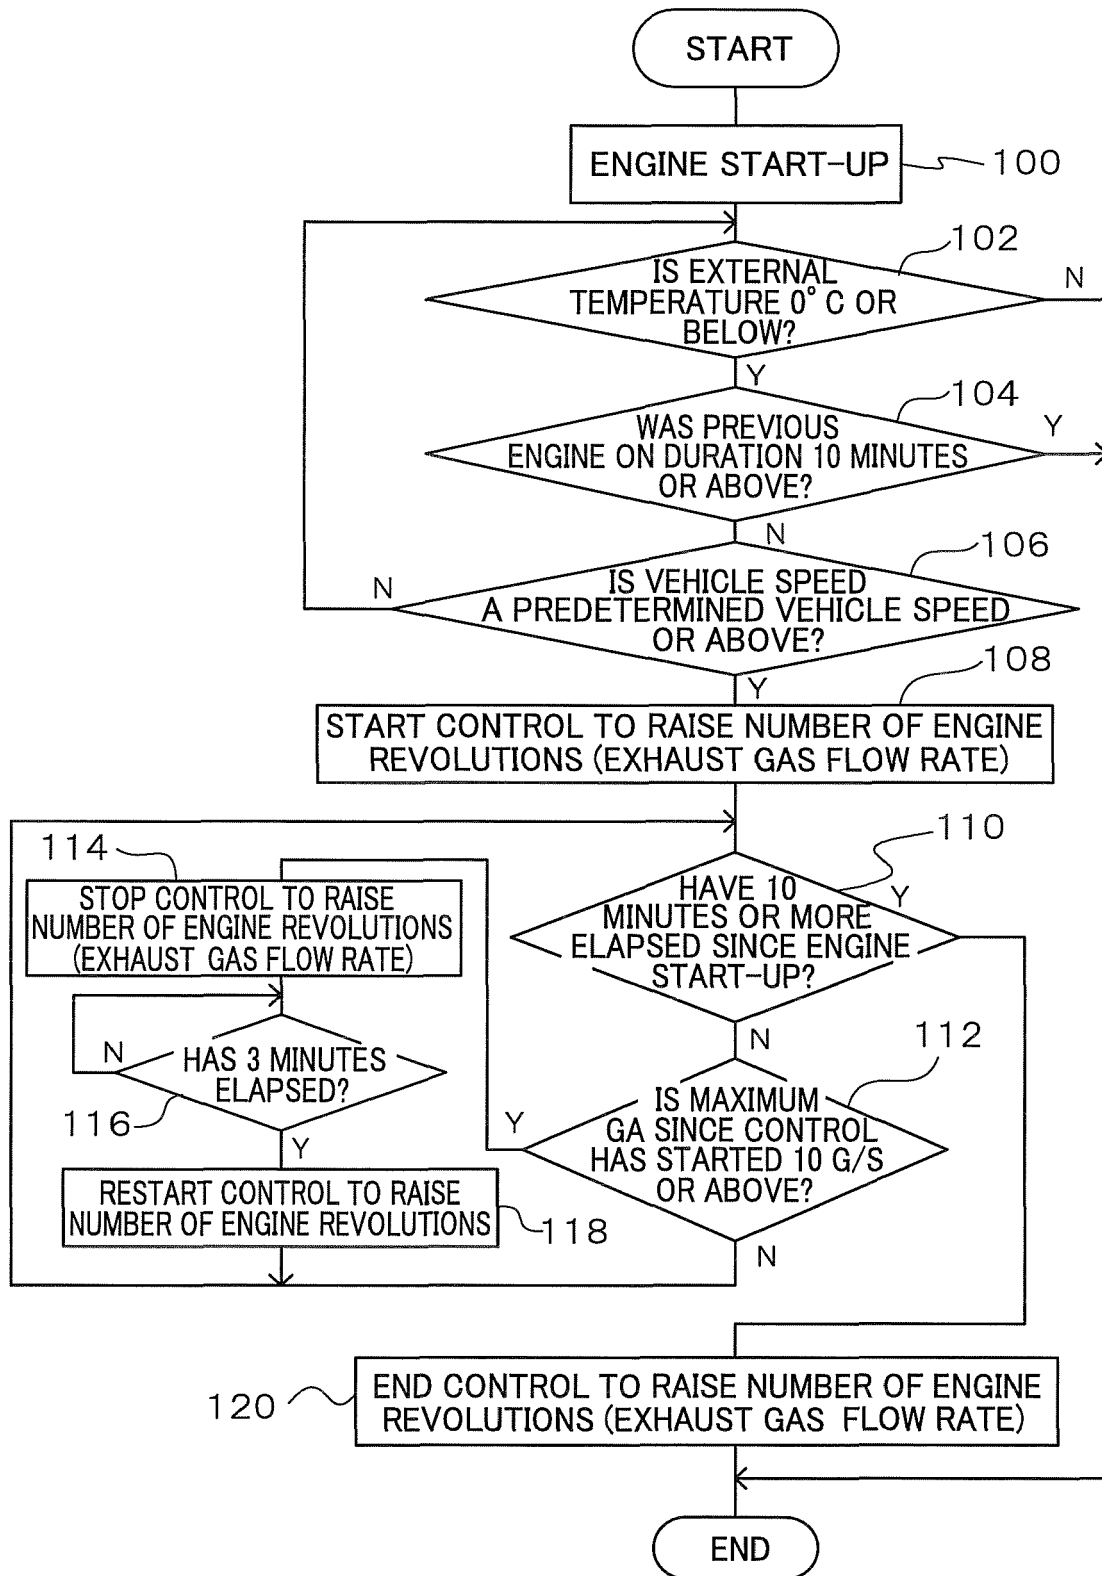 START
ENGINE START-UP
100
102
IS EXTERNAL
TEMPERATURE 0° C OR
BELOW?
N
Y
104
WAS PREVIOUS
ENGINE ON DURATION 10 MINUTES
OR ABOVE?
Y
N
106
IS VEHICLE SPEED
A PREDETERMINED VEHICLE SPEED
OR ABOVE?
N
Y
108
START CONTROL TO RAISE NUMBER OF ENGINE
REVOLUTIONS (EXHAUST GAS FLOW RATE)
110
HAVE 10
MINUTES OR MORE
ELAPSED SINCE ENGINE
START-UP?
Y
N
112
IS MAXIMUM
GA SINCE CONTROL
HAS STARTED 10 G/S
OR ABOVE?
Y
N
114
STOP CONTROL TO RAISE
NUMBER OF ENGINE REVOLUTIONS
(EXHAUST GAS FLOW RATE)
HAS 3 MINUTES
ELAPSED?
N
116
Y
RESTART CONTROL TO RAISE
NUMBER OF ENGINE REVOLUTIONS
118
120
END CONTROL TO RAISE NUMBER OF ENGINE
REVOLUTIONS (EXHAUST GAS FLOW RATE)
END